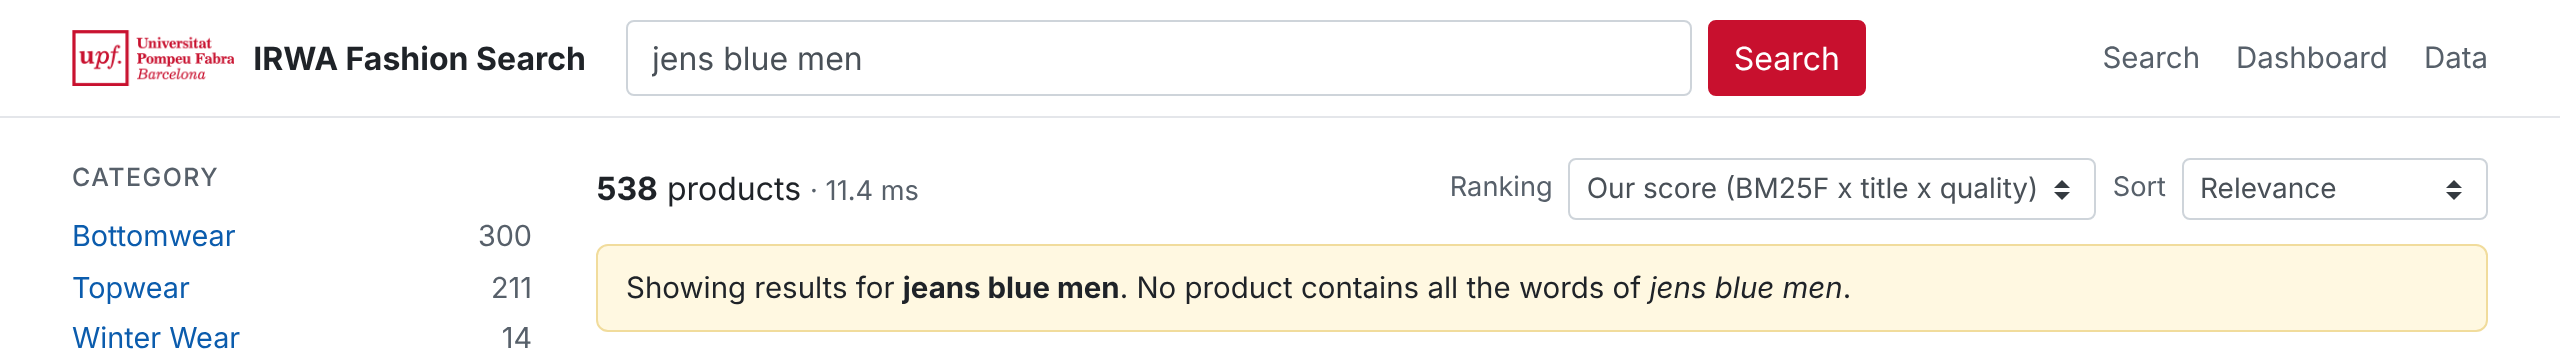 upf. Universitat Pompeu Fabra Barcelona
IRWA Fashion Search
jens blue men
Search
Search Dashboard Data
CATEGORY
Bottomwear 300
Topwear 211
Winter Wear 14
538 products · 11.4 ms
Ranking Our score (BM25F x title x quality) Sort Relevance
Showing results for jeans blue men. No product contains all the words of jens blue men.